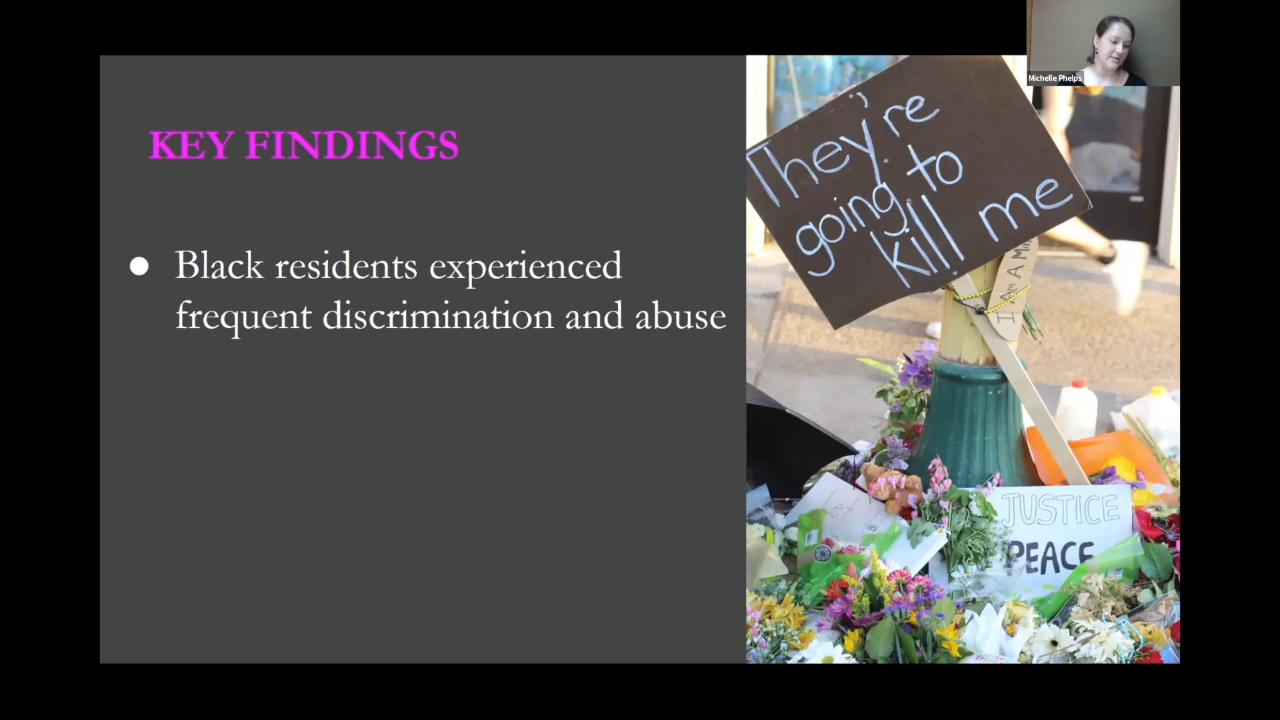 Michelle Phelps
KEY FINDINGS
● Black residents experienced
frequent discrimination and abuse
They're
going to
kill me
I AM A M
JUSTICE
PEACE